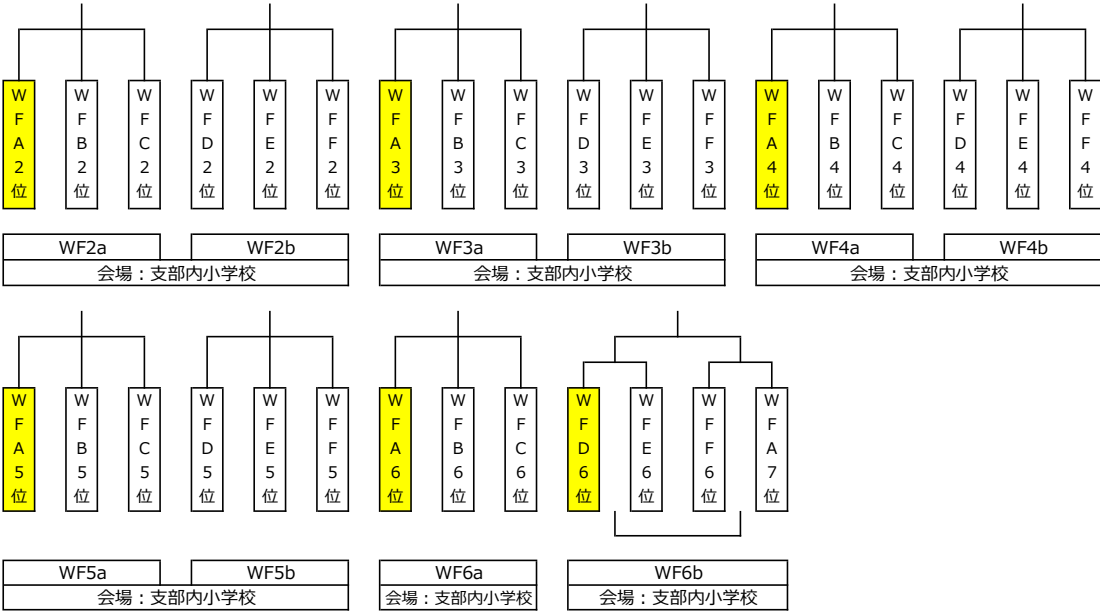 WFA2位
WFB2位
WFC2位
WFD2位
WFE2位
WFF2位
WFA3位
WFB3位
WFC3位
WFD3位
WFE3位
WFF3位
WFA4位
WFB4位
WFC4位
WFD4位
WFE4位
WFF4位
WF2a
WF2b
WF3a
WF3b
WF4a
WF4b
会場：支部内小学校
会場：支部内小学校
会場：支部内小学校
WFA5位
WFB5位
WFC5位
WFD5位
WFE5位
WFF5位
WFA6位
WFB6位
WFC6位
WFD6位
WFE6位
WFF6位
WFA7位
WF5a
WF5b
WF6a
WF6b
会場：支部内小学校
会場：支部内小学校
会場：支部内小学校